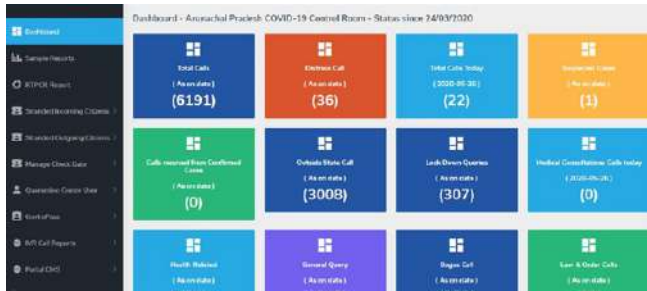 Dashboard - Arunachal Pradesh COVID-19 Control Room - Status since 24/03/2020
Dashboard
Sample Reports
RTPCR Report
Stranded Incoming Citizens
Stranded Outgoing Citizens
Manage Check Gate
Quarantine Center User
IVR Call Reports
Portal CMS
Total Calls
( As on date )
(6191)
Distress Call
( As on date )
(36)
Total Calls Today
( 2020-05-26 )
(22)
Suspected Cases
( As on date )
(1)
Calls received from Confirmed
Cases
( As on date )
(0)
Outside State Call
( As on date )
(3008)
Lock Down Queries
( As on date )
(307)
Medical Consultations Calls today
( 2020-05-26 )
(0)
Health Related
( As on date )
General Query
( As on date )
Bogus Call
( As on date )
Law & Order Calls
( As on date )